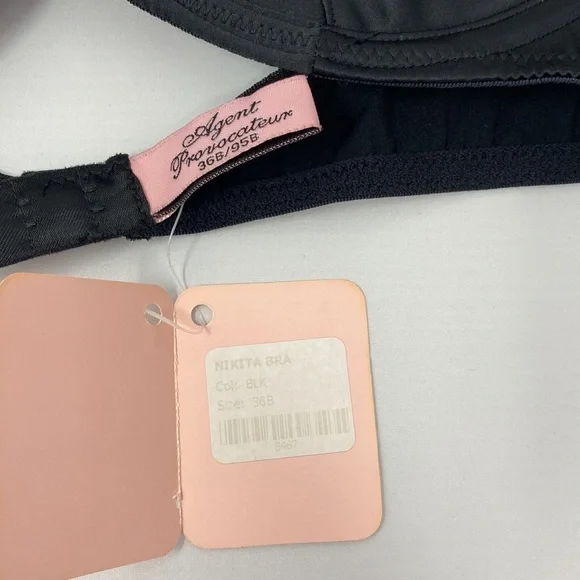 Agent
Provocateur
36B/95B
NIKITA BRA
Col: BLK
Size: 36B